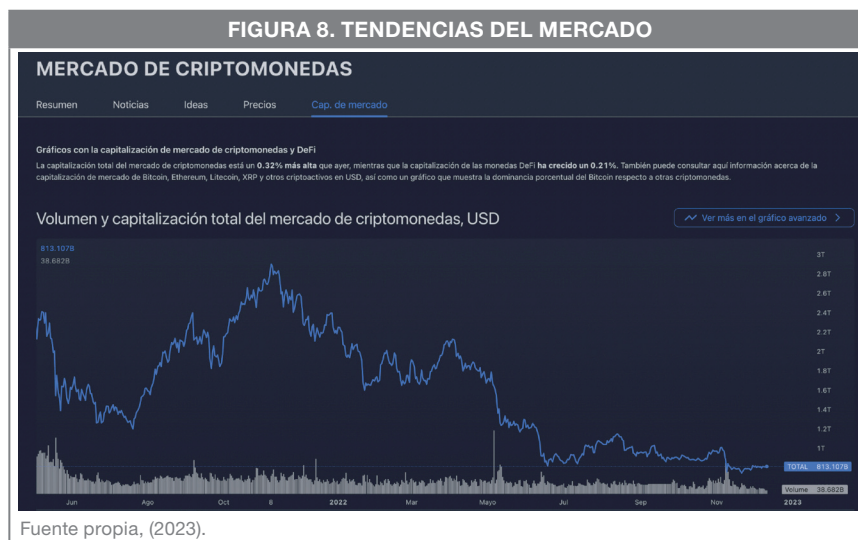 FIGURA 8. TENDENCIAS DEL MERCADO
MERCADO DE CRIPTOMONEDAS
Resumen Noticias Ideas Precios Cap. de mercado
Gráficos con la capitalización de mercado de criptomonedas y DeFi
La capitalización total del mercado de criptomonedas está un 0.32% más alta que ayer, mientras que la capitalización de las monedas DeFi ha crecido un 0.21%. También puede consultar aquí información acerca de la
capitalización de mercado de Bitcoin, Ethereum, Litecoin, XRP y otros criptoactivos en USD, así como un gráfico que muestra la dominancia porcentual del Bitcoin respecto a otras criptomonedas.
Volumen y capitalización total del mercado de criptomonedas, USD
Ver más en el gráfico avanzado
813.107B
38.682B
3T
2.8T
2.6T
2.4T
2.2T
2T
1.8T
1.6T
1.4T
1.2T
1T
TOTAL 813.107B
Volume 38.682B
Jun Ago Oct 8 2022 Mar Mayo Jul Sep Nov 2023
Fuente propia, (2023).